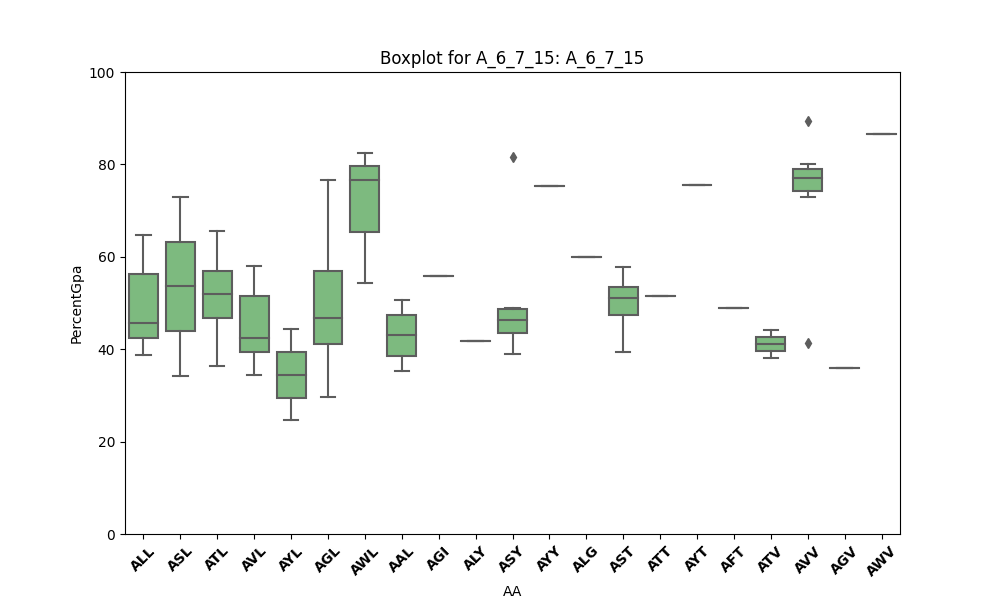 Boxplot for A_6_7_15: A_6_7_15
PercentGpa
100
80
60
40
20
0
ALL ASL ATL AVL AYL AGL AWL AAL AGI ALY ASY AYY ALG AST ATT AYT AFT ATV AVV AGV AWV
AA